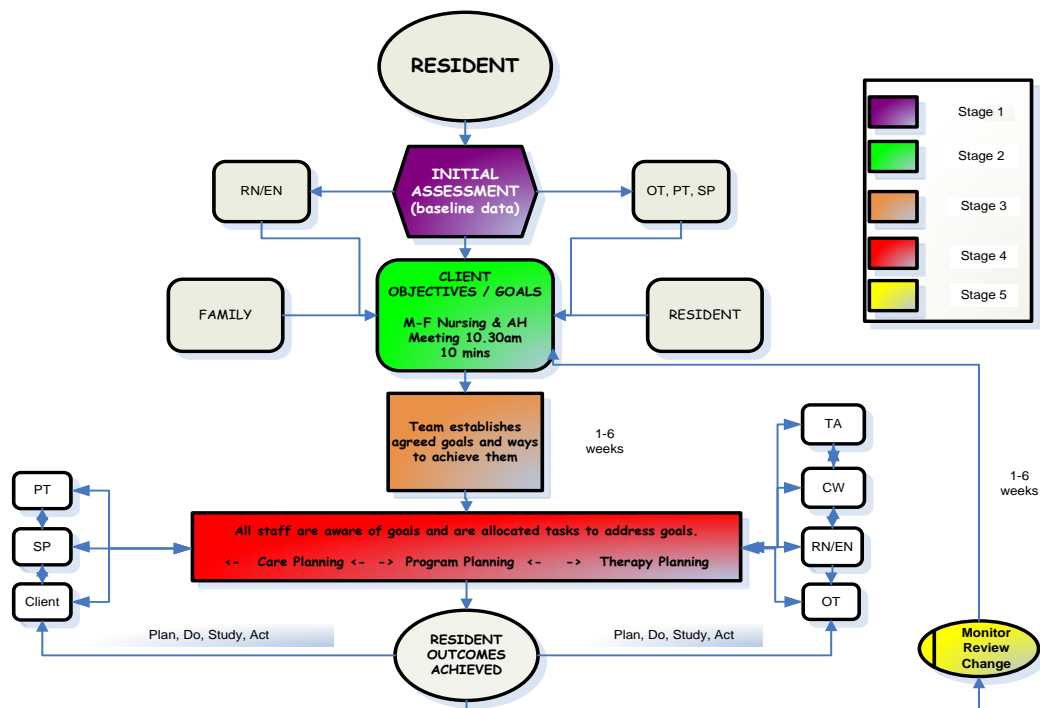 RESIDENT
Stage 1
Stage 2
Stage 3
Stage 4
Stage 5
RN/EN
INITIAL
ASSESSMENT
(baseline data)
OT, PT, SP
FAMILY
CLIENT
OBJECTIVES / GOALS
M-F Nursing & AH
Meeting 10.30am
10 mins
RESIDENT
Team establishes
agreed goals and ways
to achieve them
1-6
weeks
TA
CW
RN/EN
OT
1-6
weeks
PT
SP
Client
All staff are aware of goals and are allocated tasks to address goals.
<- Care Planning <- -> Program Planning <- -> Therapy Planning
Plan, Do, Study, Act
RESIDENT
OUTCOMES
ACHIEVED
Plan, Do, Study, Act
Monitor
Review
Change